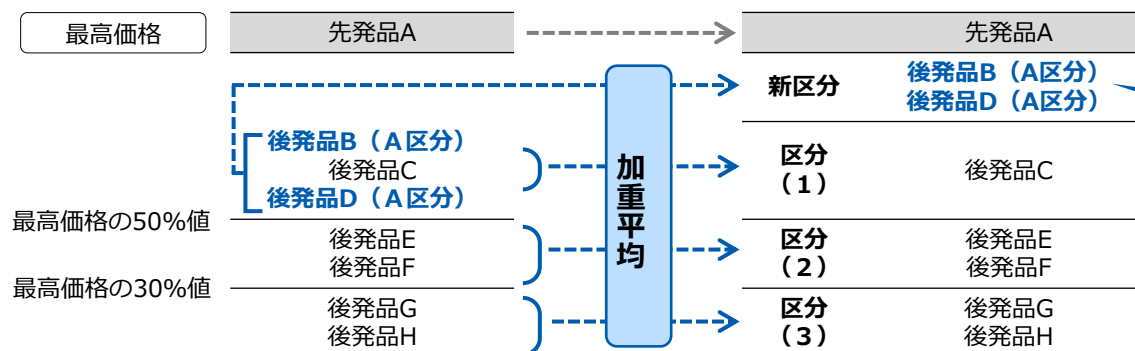 最高価格
先発品A
先発品A
新区分
後発品B（A区分）
後発品D（A区分）
後発品B（A区分）
後発品C
後発品D（A区分）
加重平均
区分
（1）
後発品C
最高価格の50%値
後発品E
後発品F
区分
（2）
後発品E
後発品F
最高価格の30%値
後発品G
後発品H
区分
（3）
後発品G
後発品H